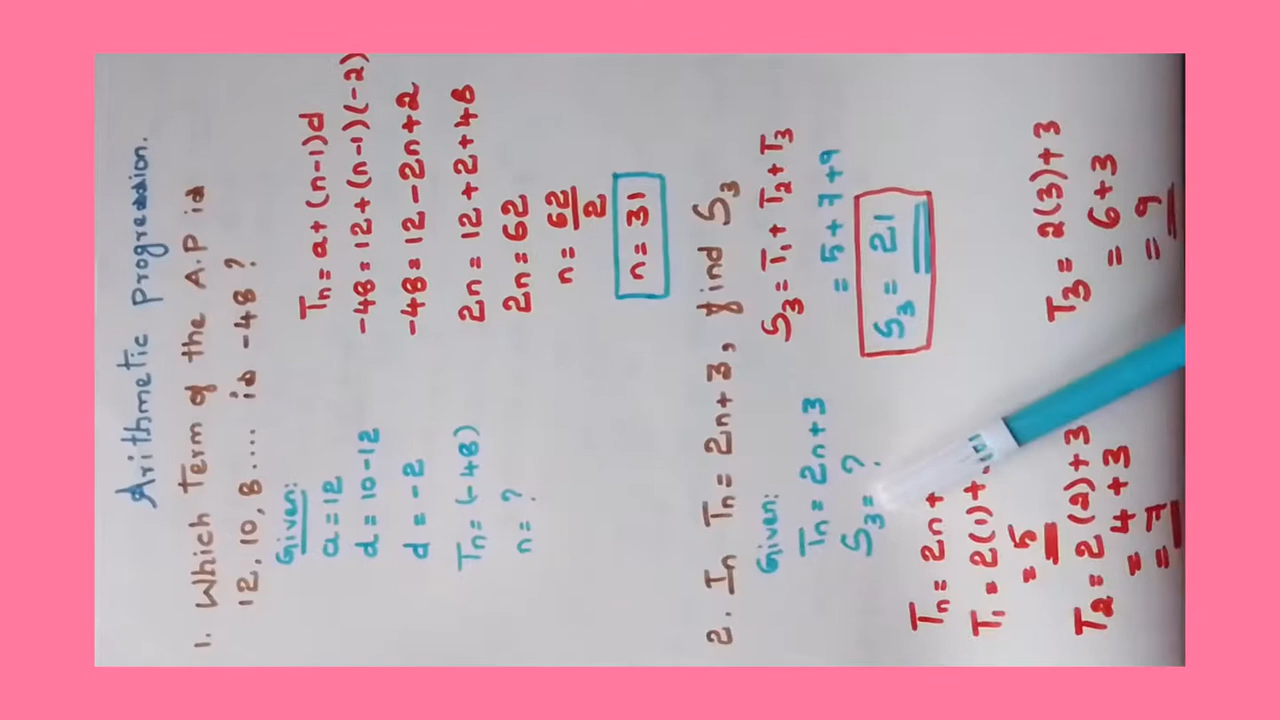 Arithmetic Progression.
1. Which Term of the A.P is
12, 10, 8.... is -48 ?
Given:
a = 12
d = 10-12
d = -2
Tn = (-48)
n = ?
Tn = a + (n-1)d
-48 = 12 + (n-1)(-2)
-48 = 12 - 2n + 2
2n = 12 + 2 + 48
2n = 62
n = 62/2
n = 31
2. In Tn = 2n+3, find S3
Given:
Tn = 2n+3
S3 = ?
Tn = 2n +
T1 = 2(1) +
= 5
T2 = 2(2)+3
= 4+3
= 7
S3 = T1 + T2 + T3
= 5 + 7 + 9
S3 = 21
T3 = 2(3)+3
= 6+3
= 9